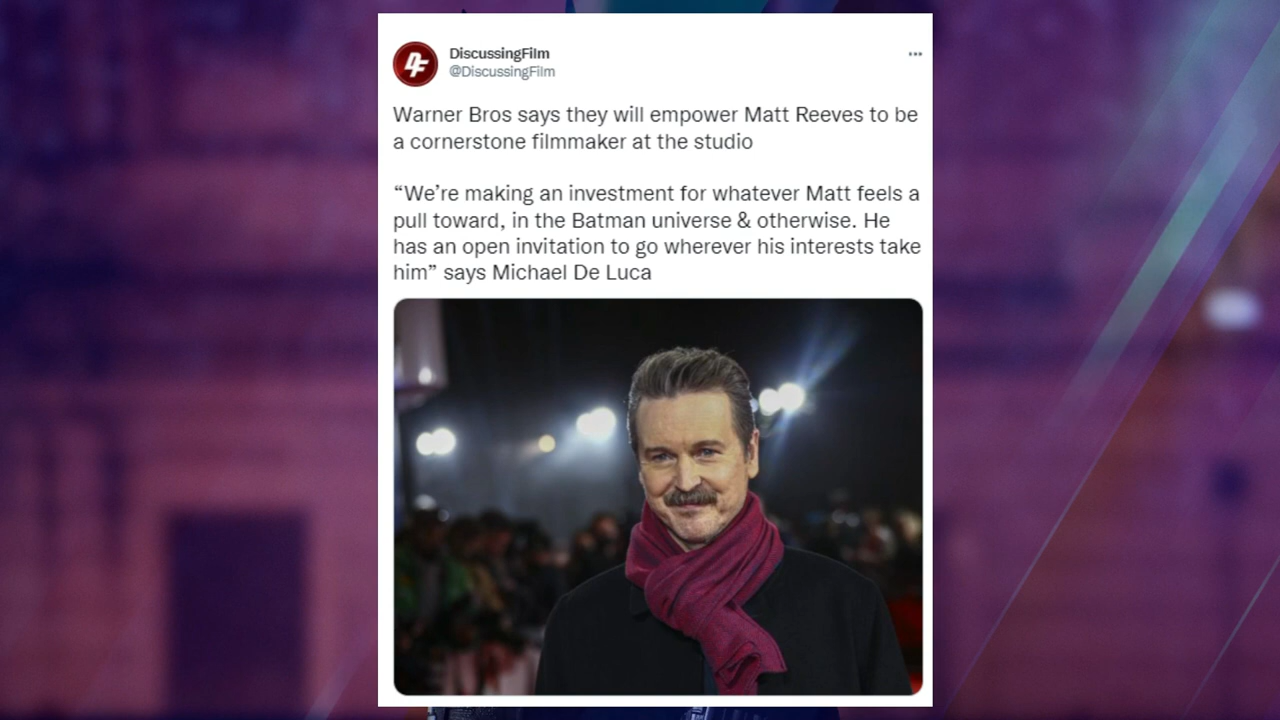 DiscussingFilm
@DiscussingFilm
Warner Bros says they will empower Matt Reeves to be
a cornerstone filmmaker at the studio
“We’re making an investment for whatever Matt feels a
pull toward, in the Batman universe & otherwise. He
has an open invitation to go wherever his interests take
him” says Michael De Luca